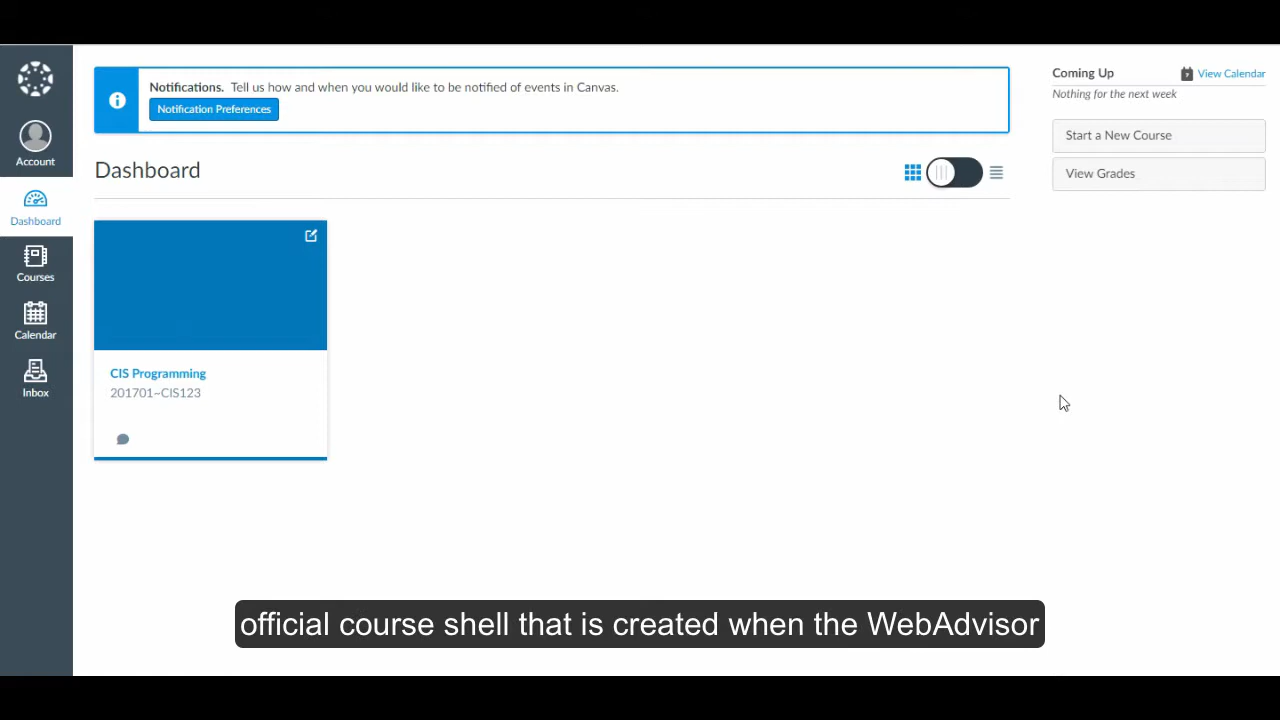 Notifications. Tell us how and when you would like to be notified of events in Canvas.
Notification Preferences
Coming Up
View Calendar
Nothing for the next week
Start a New Course
View Grades
Account
Dashboard
Courses
Calendar
Inbox
Dashboard
CIS Programming
201701~CIS123
official course shell that is created when the WebAdvisor